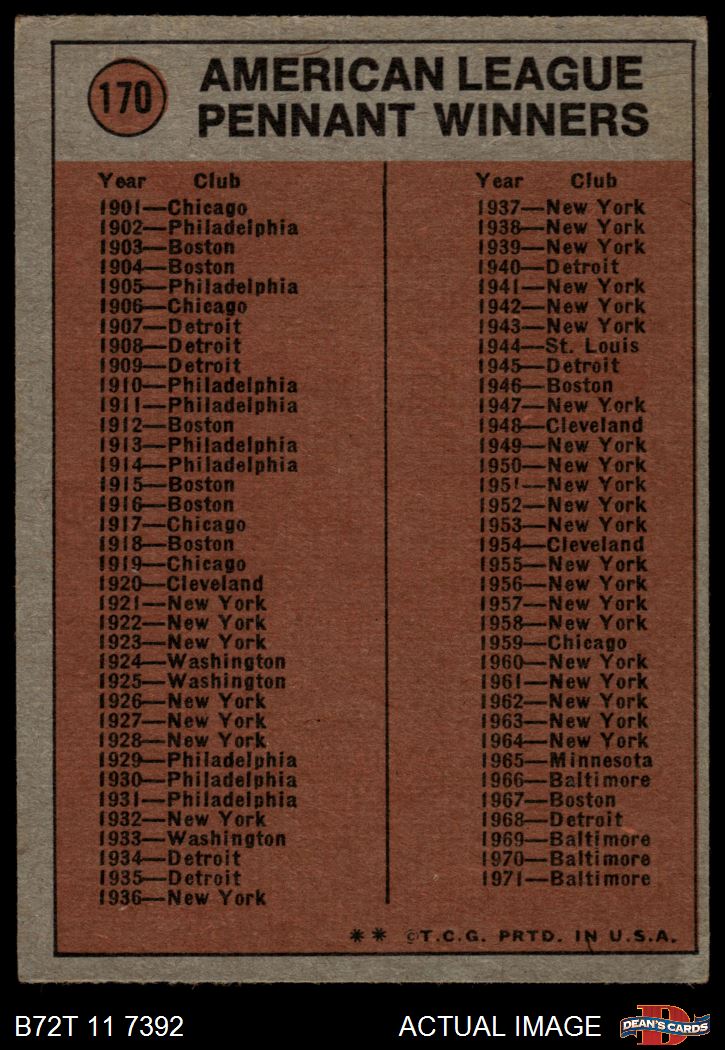 170
AMERICAN LEAGUE
PENNANT WINNERS
Year Club
1901—Chicago
1902—Philadelphia
1903—Boston
1904—Boston
1905—Philadelphia
1906—Chicago
1907—Detroit
1908—Detroit
1909—Detroit
1910—Philadelphia
1911—Philadelphia
1912—Boston
1913—Philadelphia
1914—Philadelphia
1915—Boston
1916—Boston
1917—Chicago
1918—Boston
1919—Chicago
1920—Cleveland
1921—New York
1922—New York
1923—New York
1924—Washington
1925—Washington
1926—New York
1927—New York
1928—New York
1929—Philadelphia
1930—Philadelphia
1931—Philadelphia
1932—New York
1933—Washington
1934—Detroit
1935—Detroit
1936—New York
Year Club
1937—New York
1938—New York
1939—New York
1940—Detroit
1941—New York
1942—New York
1943—New York
1944—St. Louis
1945—Detroit
1946—Boston
1947—New York
1948—Cleveland
1949—New York
1950—New York
1951—New York
1952—New York
1953—New York
1954—Cleveland
1955—New York
1956—New York
1957—New York
1958—New York
1959—Chicago
1960—New York
1961—New York
1962—New York
1963—New York
1964—New York
1965—Minnesota
1966—Baltimore
1967—Boston
1968—Detroit
1969—Baltimore
1970—Baltimore
1971—Baltimore
** ©T.C.G. PRTD. IN U.S.A.
B72T 11 7392
ACTUAL IMAGE
D
DEAN'S CARDS